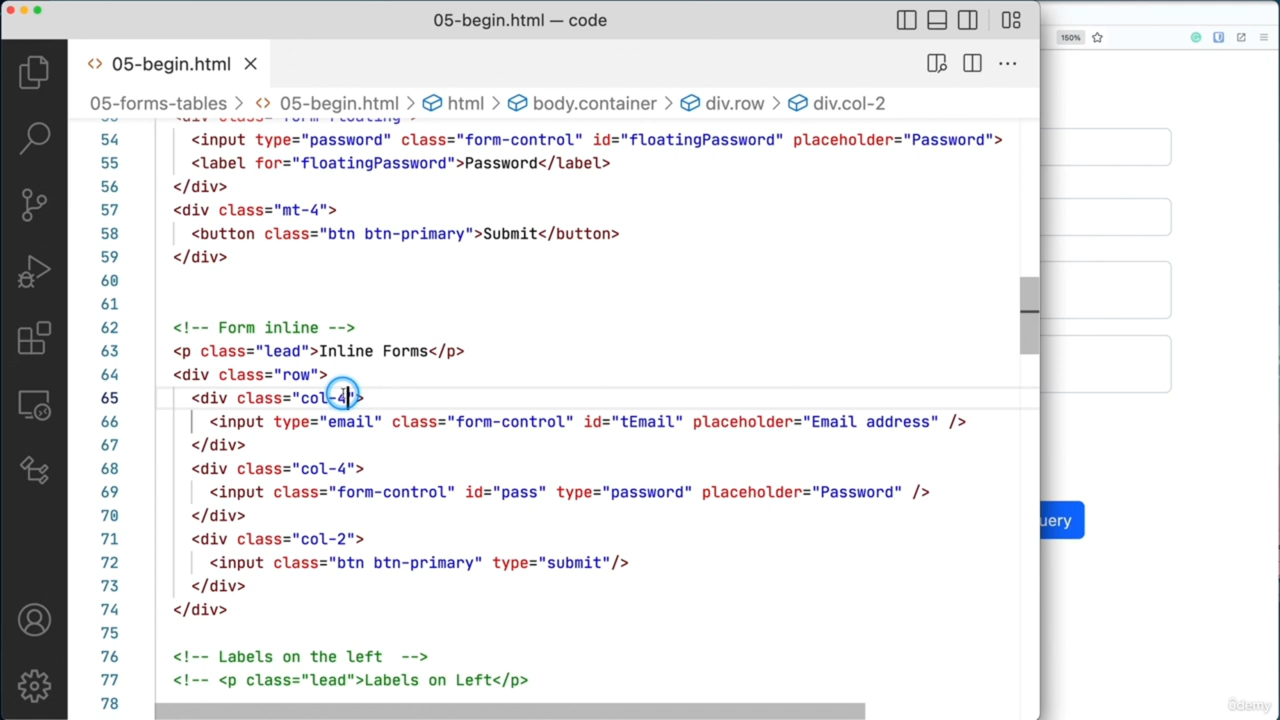 05-begin.html — code
150%
05-begin.html
05-forms-tables > 05-begin.html > html > body.container > div.row > div.col-2
53 <div class="form-floating">
54 <input type="password" class="form-control" id="floatingPassword" placeholder="Password">
55 <label for="floatingPassword">Password</label>
56 </div>
57 <div class="mt-4">
58 <button class="btn btn-primary">Submit</button>
59 </div>
60
61
62 <!-- Form inline -->
63 <p class="lead">Inline Forms</p>
64 <div class="row">
65 <div class="col-4">
66 <input type="email" class="form-control" id="tEmail" placeholder="Email address" />
67 </div>
68 <div class="col-4">
69 <input class="form-control" id="pass" type="password" placeholder="Password" />
70 </div>
71 <div class="col-2">
72 <input class="btn btn-primary" type="submit"/>
73 </div>
74 </div>
75
76 <!-- Labels on the left -->
77 <!-- <p class="lead">Labels on Left</p>
78
uery
ûdemy